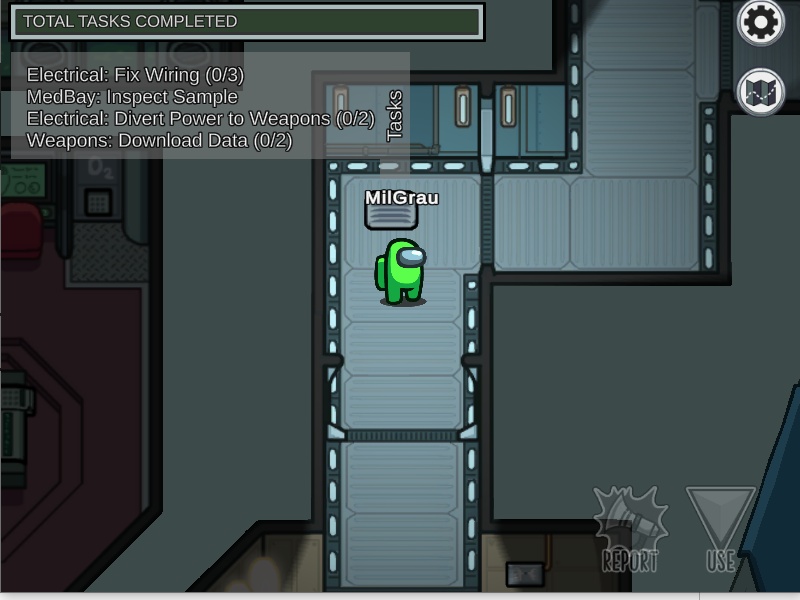 TOTAL TASKS COMPLETED
Electrical: Fix Wiring (0/3)
MedBay: Inspect Sample
Electrical: Divert Power to Weapons (0/2)
Weapons: Download Data (0/2)
Tasks
O2
MilGrau
REPORT
USE